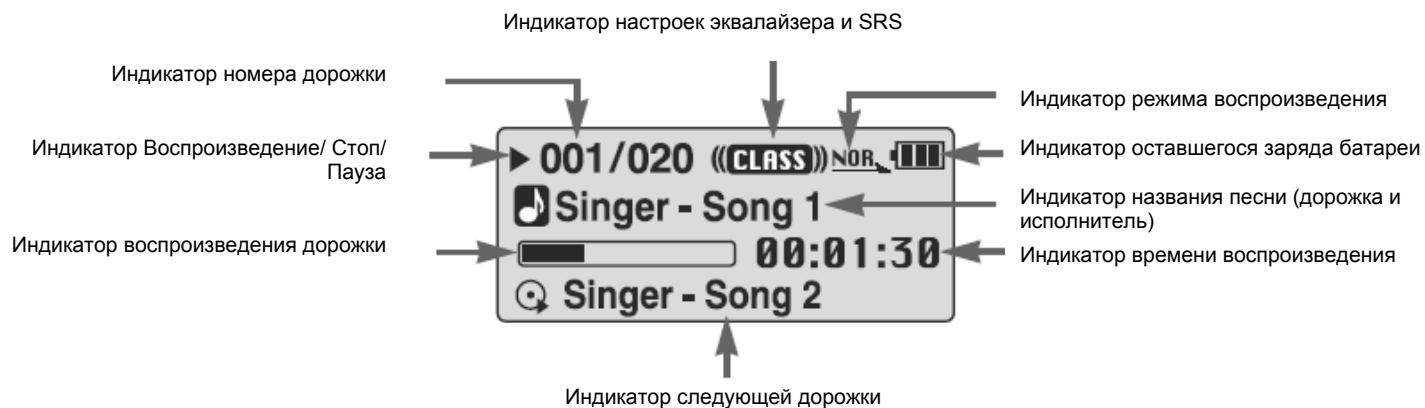 Индикатор настроек эквалайзера и SRS
Индикатор номера дорожки
Индикатор режима воспроизведения
Индикатор Воспроизведение/ Стоп/
Пауза
Индикатор оставшегося заряда батареи
001/020 ((CLASS)) NOR
Singer - Song 1
Индикатор названия песни (дорожка и
исполнитель)
Индикатор воспроизведения дорожки
00:01:30
Индикатор времени воспроизведения
Singer - Song 2
Индикатор следующей дорожки